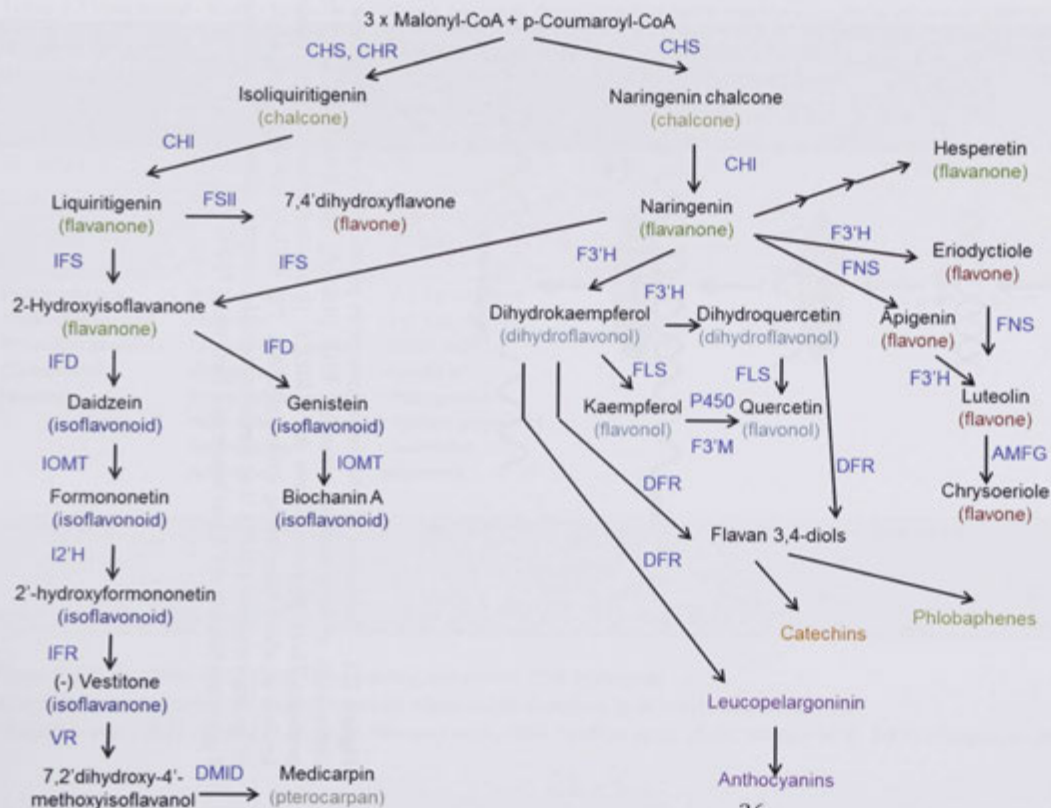 3 x Malonyl-CoA + p-Coumaroyl-CoA
CHS, CHR
CHS
Isoliquiritigenin
(chalcone)
Naringenin chalcone
(chalcone)
CHI
CHI
Hesperetin
(flavanone)
Liquiritigenin
(flavanone)
FSII
7,4'dihydroxyflavone
(flavone)
Naringenin
(flavanone)
F3'H
Eriodyctiole
(flavone)
IFS
IFS
F3'H
FNS
2-Hydroxyisoflavanone
(flavanone)
F3'H
Dihydrokaempferol
(dihydroflavonol)
Dihydroquercetin
(dihydroflavonol)
Apigenin
(flavone)
FNS
IFD
IFD
FLS
FLS
F3'H
Daidzein
(isoflavonoid)
Genistein
(isoflavonoid)
Kaempferol
(flavonol)
P450
F3'M
Quercetin
(flavonol)
Luteolin
(flavone)
IOMT
IOMT
DFR
DFR
AMFG
Formononetin
(isoflavonoid)
Biochanin A
(isoflavonoid)
Chrysoeriole
(flavone)
I2'H
DFR
Flavan 3,4-diols
2'-hydroxyformononetin
(isoflavonoid)
Catechins
Phlobaphenes
IFR
(-) Vestitone
(isoflavanone)
Leucopelargoninin
VR
7,2'dihydroxy-4'-
methoxyisoflavanol
DMID
Medicarpin
(pterocarpan)
Anthocyanins